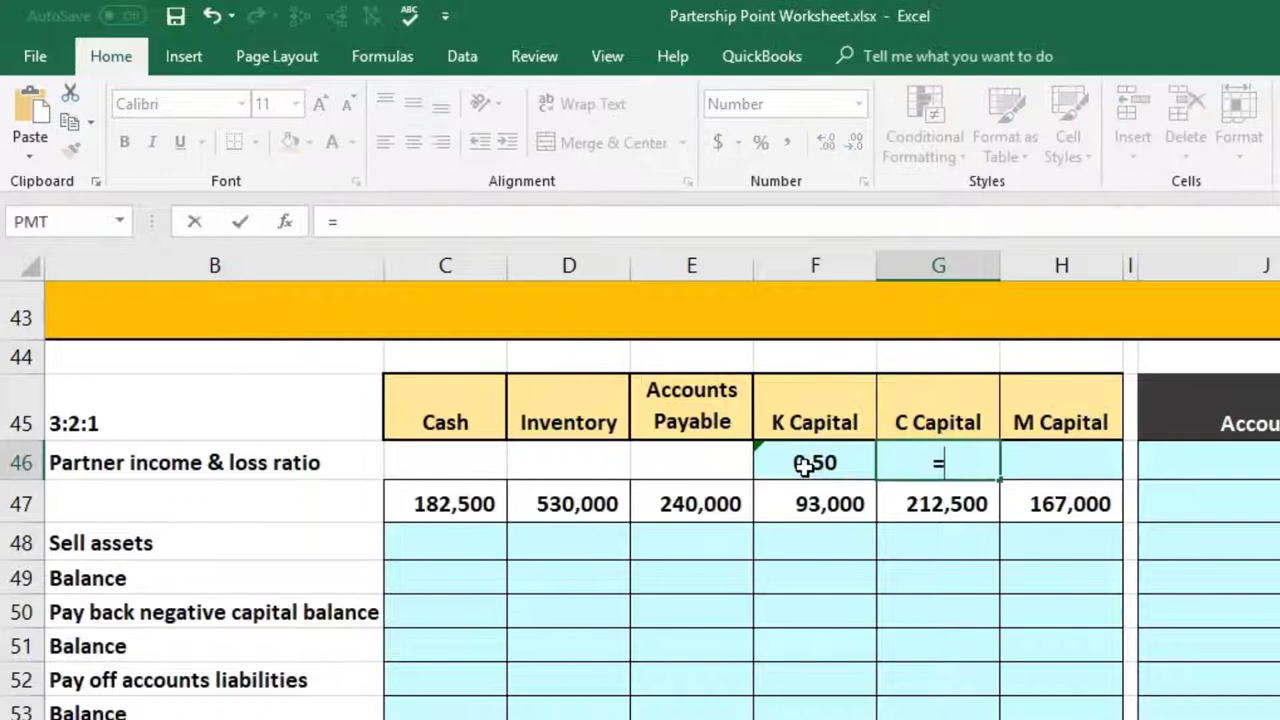 AutoSave Off Partership Point Worksheet.xlsx - Excel
File Home Insert Page Layout Formulas Data Review View Help QuickBooks Tell me what you want to do
Paste
Calibri 11 A A
B I U A
ab Wrap Text
Merge & Center
Number
$ % ,
Conditional Formatting
Format as Table
Cell Styles
Insert Delete Format
Clipboard Font Alignment Number Styles Cells
PMT fx =
B C D E F G H I J
43
44
45 3:2:1 Cash Inventory Accounts Payable K Capital C Capital M Capital Accou
46 Partner income & loss ratio 0.50 =
47 182,500 530,000 240,000 93,000 212,500 167,000
48 Sell assets
49 Balance
50 Pay back negative capital balance
51 Balance
52 Pay off accounts liabilities
53 Balance